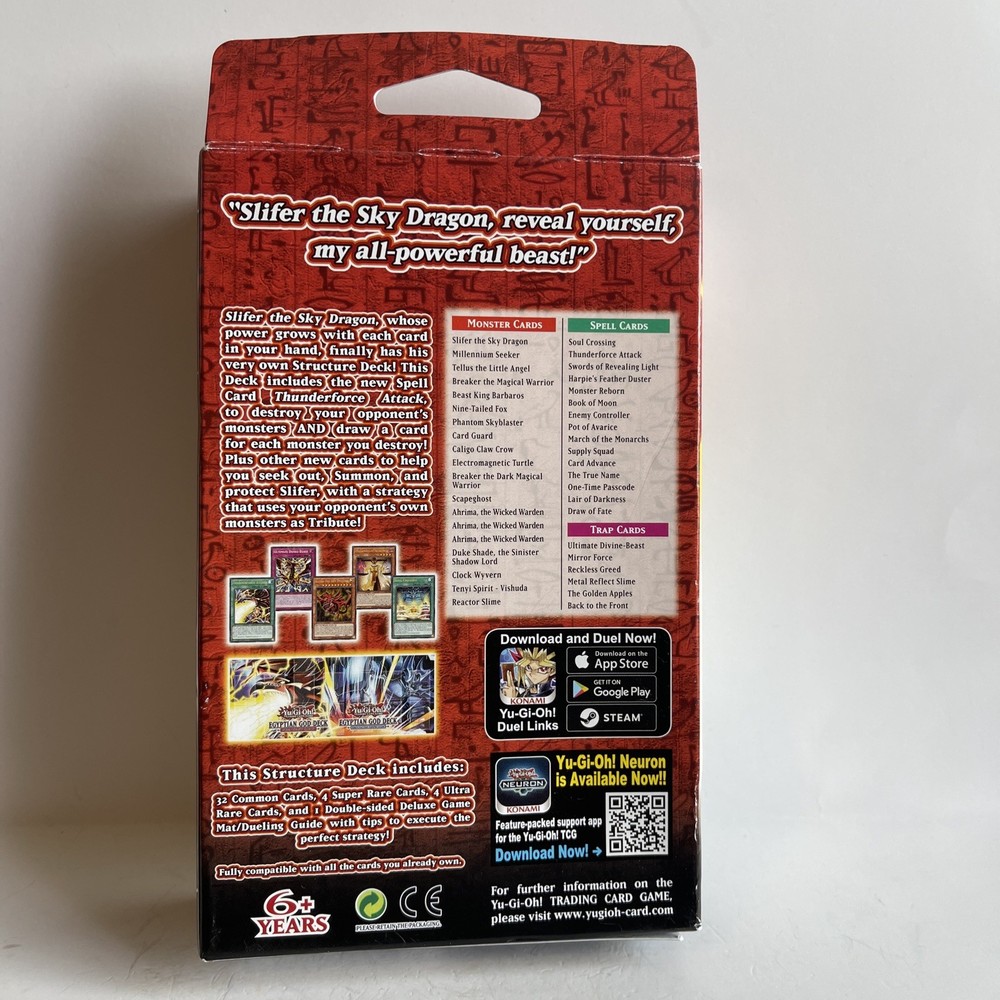 "Slifer the Sky Dragon, reveal yourself,
my all-powerful beast!"
Slifer the Sky Dragon, whose
power grows with each card
in your hand, finally has his
very own Structure Deck! This
Deck includes the new Spell
Card Thunderforce Attack,
to destroy your opponent's
monsters AND draw a card
for each monster you destroy!
Plus other new cards to help
you seek out, Summon, and
protect Slifer, with a strategy
that uses your opponent's own
monsters as Tribute!
MONSTER CARDS
Slifer the Sky Dragon
Millennium Seeker
Tellus the Little Angel
Breaker the Magical Warrior
Beast King Barbaros
Nine-Tailed Fox
Phantom Skyblaster
Card Guard
Caligo Claw Crow
Electromagnetic Turtle
Breaker the Dark Magical
Warrior
Scapeghost
Ahrima, the Wicked Warden
Ahrima, the Wicked Warden
Ahrima, the Wicked Warden
Duke Shade, the Sinister
Shadow Lord
Clock Wyvern
Tenyi Spirit - Vishuda
Reactor Slime
SPELL CARDS
Soul Crossing
Thunderforce Attack
Swords of Revealing Light
Harpie's Feather Duster
Monster Reborn
Book of Moon
Enemy Controller
Pot of Avarice
March of the Monarchs
Supply Squad
Card Advance
The True Name
One-Time Passcode
Lair of Darkness
Draw of Fate
TRAP CARDS
Ultimate Divine-Beast
Mirror Force
Reckless Greed
Metal Reflect Slime
The Golden Apples
Back to the Front
Yu-Gi-Oh!
EGYPTIAN GOD DECK
Yu-Gi-Oh!
EGYPTIAN GOD DECK
Download and Duel Now!
KONAMI
Yu-Gi-Oh!
Duel Links
Download on the
App Store
GET IT ON
Google Play
STEAM
This Structure Deck includes:
32 Common Cards, 4 Super Rare Cards, 4 Ultra
Rare Cards, and 1 Double-sided Deluxe Game
Mat/Dueling Guide with tips to execute the
perfect strategy!
Fully compatible with all the cards you already own.
NEURON
KONAMI
Yu-Gi-Oh! Neuron
is Available Now!!
Feature-packed support app
for the Yu-Gi-Oh! TCG
Download Now! →
6+
YEARS
PLEASE RETAIN THE PACKAGING.
CE
For further information on the
Yu-Gi-Oh! TRADING CARD GAME,
please visit www.yugioh-card.com